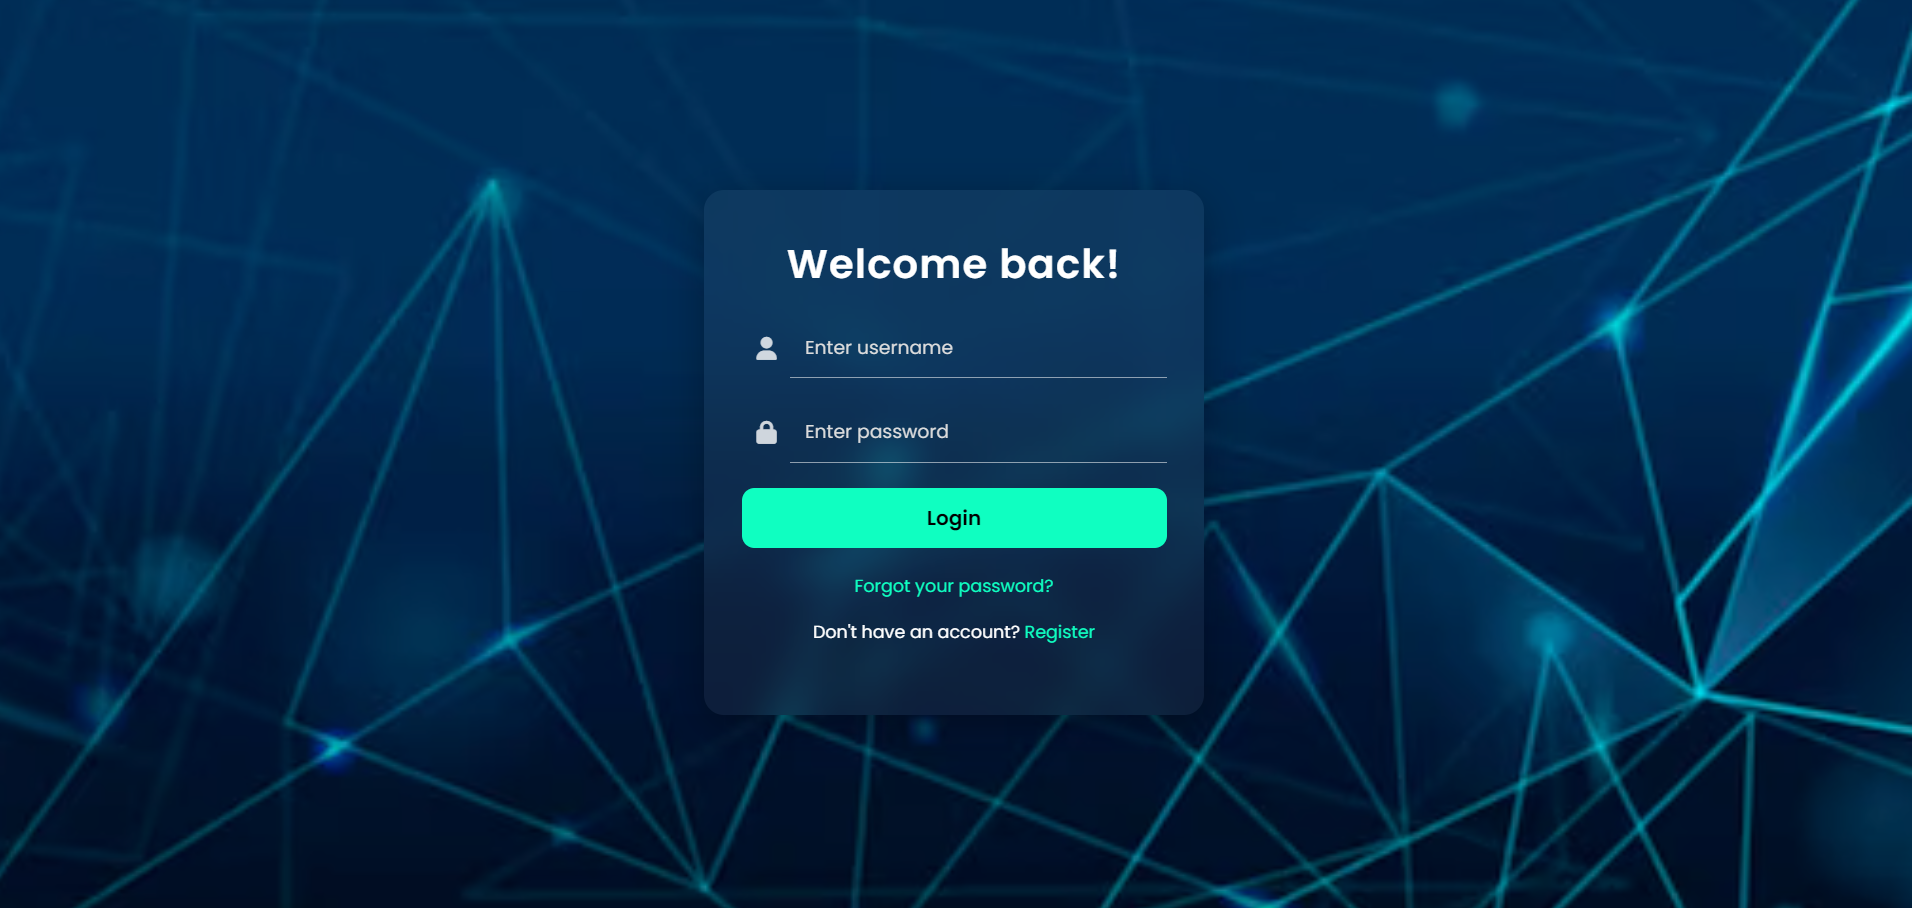 Welcome back!
Enter username
Enter password
Login
Forgot your password?
Don't have an account? Register